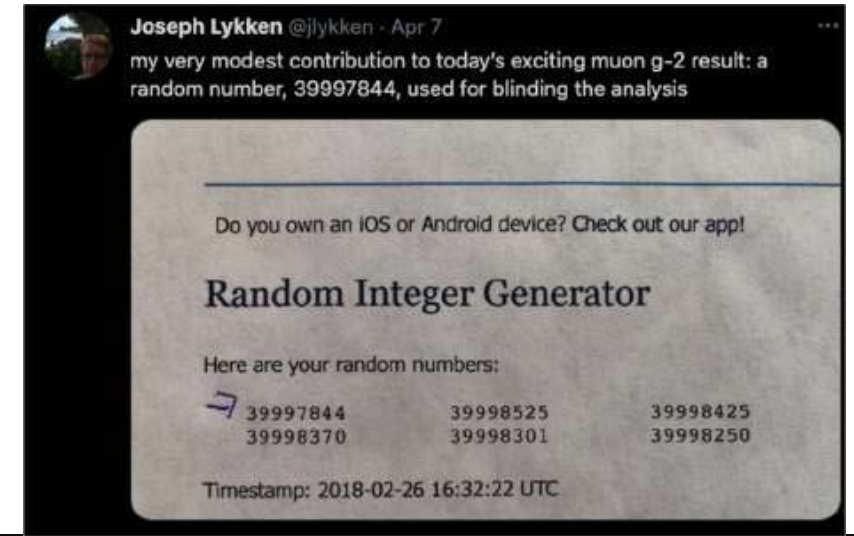 Joseph Lykken @jlykken · Apr 7
my very modest contribution to today's exciting muon g-2 result: a
random number, 39997844, used for blinding the analysis
Do you own an iOS or Android device? Check out our app!
Random Integer Generator
Here are your random numbers:
39997844 39998525 39998425
39998370 39998301 39998250
Timestamp: 2018-02-26 16:32:22 UTC